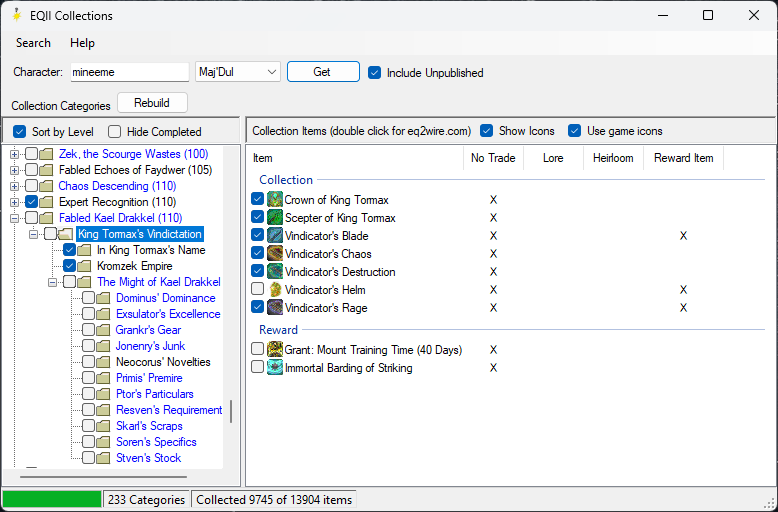 EQII Collections
Search Help
Character: mineeme Maj'Dul Get Include Unpublished
Collection Categories Rebuild
Sort by Level Hide Completed
Zek, the Scourge Wastes (100)
Fabled Echoes of Faydwer (105)
Chaos Descending (110)
Expert Recognition (110)
Fabled Kael Drakkel (110)
King Tormax's Vindictation
In King Tormax's Name
Kromzek Empire
The Might of Kael Drakkel
Dominus' Dominance
Exsulator's Excellence
Grankr's Gear
Jonenry's Junk
Neocorus' Novelties
Primis' Premire
Ptor's Particulars
Resven's Requirement
Skarl's Scraps
Soren's Specifics
Stven's Stock
Collection Items (double click for eq2wire.com) Show Icons Use game icons
Item No Trade Lore Heirloom Reward Item
Collection
Crown of King Tormax X
Scepter of King Tormax X
Vindicator's Blade X X
Vindicator's Chaos X
Vindicator's Destruction X
Vindicator's Helm X X
Vindicator's Rage X X
Reward
Grant: Mount Training Time (40 Days) X
Immortal Barding of Striking X
233 Categories Collected 9745 of 13904 items